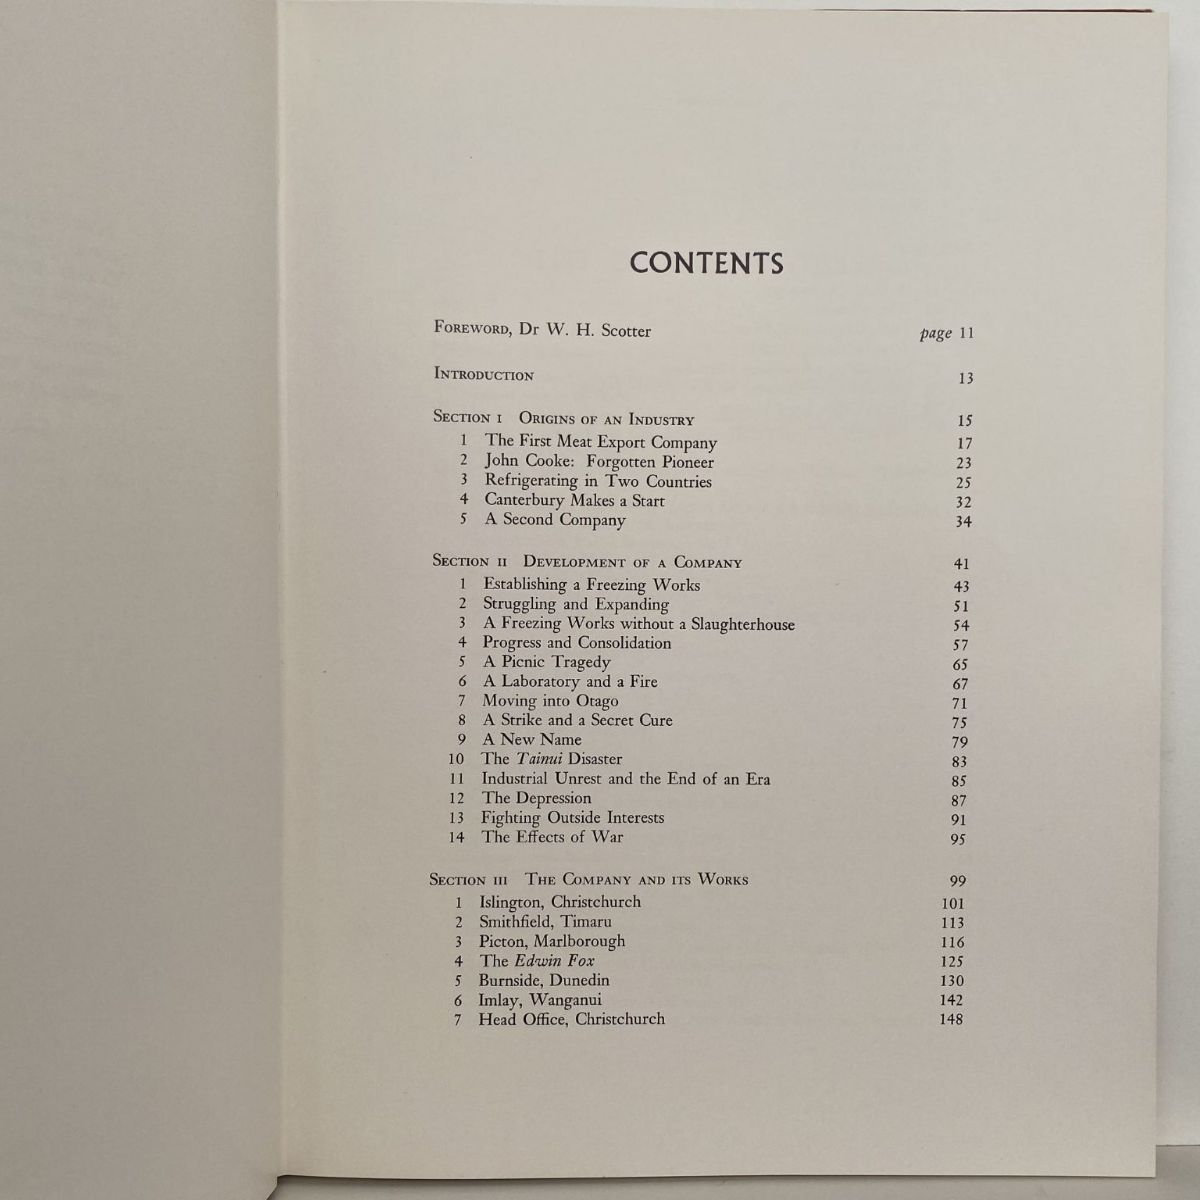 CONTENTS
FOREWORD, Dr W. H. Scotter page 11
INTRODUCTION 13
SECTION I ORIGINS OF AN INDUSTRY 15
1 The First Meat Export Company 17
2 John Cooke: Forgotten Pioneer 23
3 Refrigerating in Two Countries 25
4 Canterbury Makes a Start 32
5 A Second Company 34
SECTION II DEVELOPMENT OF A COMPANY 41
1 Establishing a Freezing Works 43
2 Struggling and Expanding 51
3 A Freezing Works without a Slaughterhouse 54
4 Progress and Consolidation 57
5 A Picnic Tragedy 65
6 A Laboratory and a Fire 67
7 Moving into Otago 71
8 A Strike and a Secret Cure 75
9 A New Name 79
10 The Tainui Disaster 83
11 Industrial Unrest and the End of an Era 85
12 The Depression 87
13 Fighting Outside Interests 91
14 The Effects of War 95
SECTION III THE COMPANY AND ITS WORKS 99
1 Islington, Christchurch 101
2 Smithfield, Timaru 113
3 Picton, Marlborough 116
4 The Edwin Fox 125
5 Burnside, Dunedin 130
6 Imlay, Wanganui 142
7 Head Office, Christchurch 148